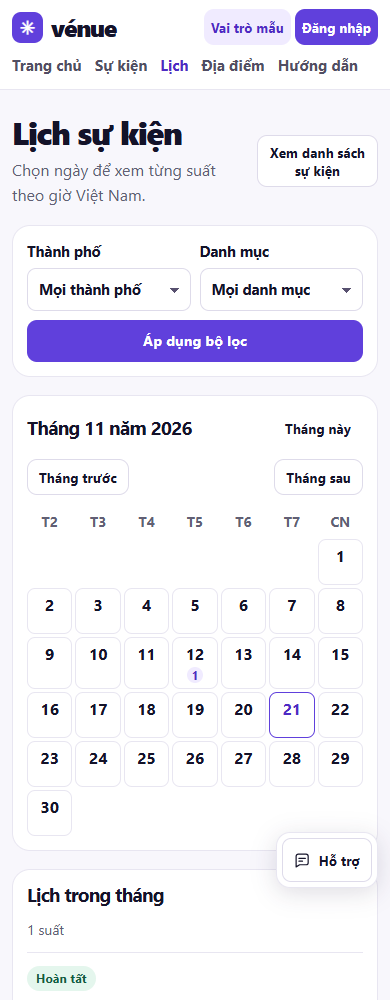 vénue
Vai trò mẫu
Đăng nhập
Trang chủ Sự kiện Lịch Địa điểm Hướng dẫn
Lịch sự kiện
Chọn ngày để xem từng suất
theo giờ Việt Nam.
Xem danh sách
sự kiện
Thành phố
Danh mục
Mọi thành phố
Mọi danh mục
Áp dụng bộ lọc
Tháng 11 năm 2026
Tháng này
Tháng trước
Tháng sau
T2 T3 T4 T5 T6 T7 CN
1
2 3 4 5 6 7 8
9 10 11 12 13 14 15
1
16 17 18 19 20 21 22
23 24 25 26 27 28 29
30
Hỗ trợ
Lịch trong tháng
1 suất
Hoàn tất